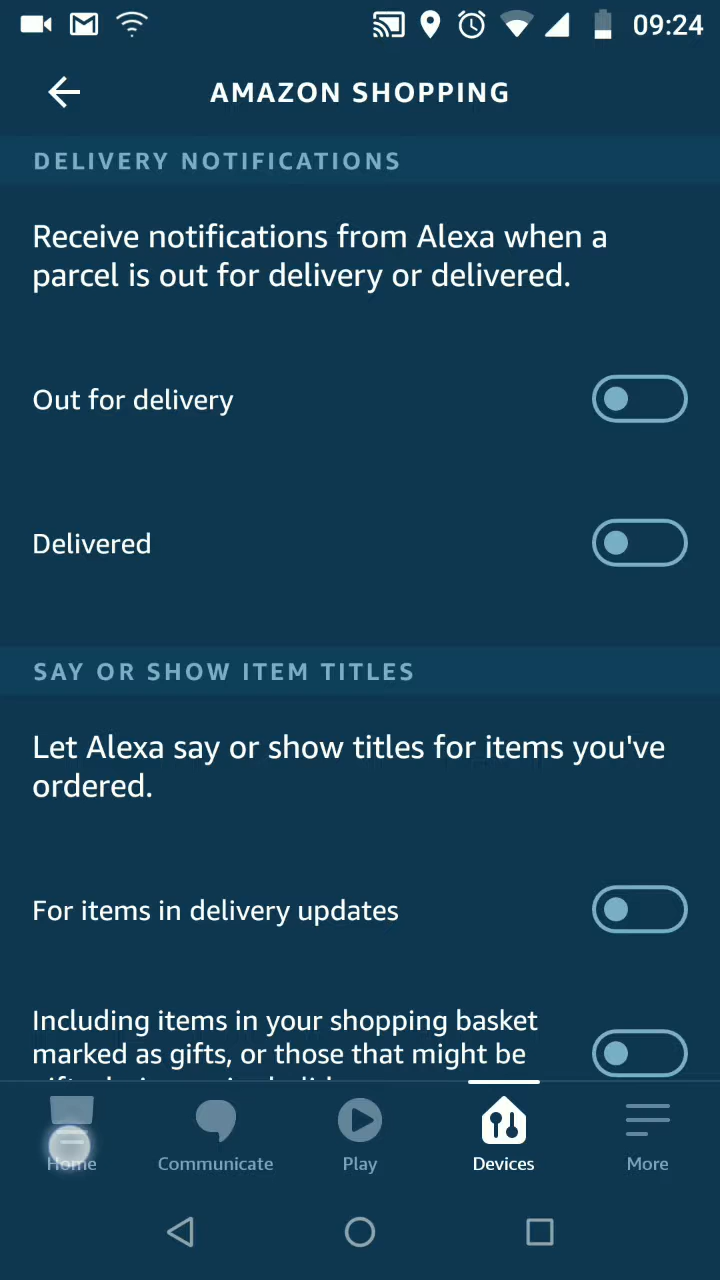 09:24
AMAZON SHOPPING
DELIVERY NOTIFICATIONS
Receive notifications from Alexa when a
parcel is out for delivery or delivered.
Out for delivery
Delivered
SAY OR SHOW ITEM TITLES
Let Alexa say or show titles for items you've
ordered.
For items in delivery updates
Including items in your shopping basket
marked as gifts, or those that might be
Home
Communicate
Play
Devices
More